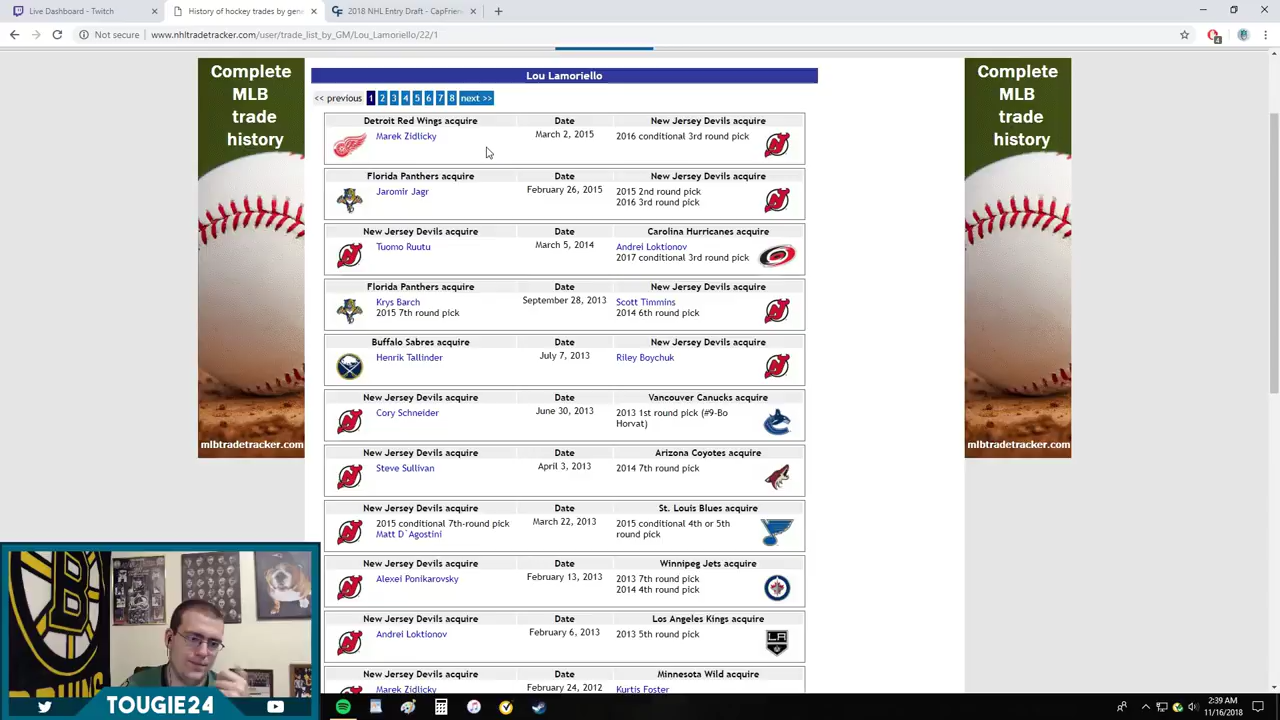 Live Dashboard - Twitch
History of hockey trades by gene
2018 NHL Entry Draft - CapFrien
Not secure | www.nhltradetracker.com/user/trade_list_by_GM/Lou_Lamoriello/22/1
4
Complete
MLB
trade
history
mlbtradetracker.com
Complete
MLB
trade
history
mlbtradetracker.com
Lou Lamoriello
<< previous 1 2 3 4 5 6 7 8 next >>
Detroit Red Wings acquire Date New Jersey Devils acquire
Marek Zidlicky March 2, 2015 2016 conditional 3rd round pick
Florida Panthers acquire Date New Jersey Devils acquire
Jaromir Jagr February 26, 2015 2015 2nd round pick
2016 3rd round pick
New Jersey Devils acquire Date Carolina Hurricanes acquire
Tuomo Ruutu March 5, 2014 Andrei Loktionov
2017 conditional 3rd round pick
Florida Panthers acquire Date New Jersey Devils acquire
Krys Barch September 28, 2013 Scott Timmins
2015 7th round pick 2014 6th round pick
Buffalo Sabres acquire Date New Jersey Devils acquire
Henrik Tallinder July 7, 2013 Riley Boychuk
New Jersey Devils acquire Date Vancouver Canucks acquire
Cory Schneider June 30, 2013 2013 1st round pick (#9-Bo
Horvat)
New Jersey Devils acquire Date Arizona Coyotes acquire
Steve Sullivan April 3, 2013 2014 7th round pick
New Jersey Devils acquire Date St. Louis Blues acquire
2015 conditional 7th-round pick March 22, 2013 2015 conditional 4th or 5th
Matt D`Agostini round pick
New Jersey Devils acquire Date Winnipeg Jets acquire
Alexei Ponikarovsky February 13, 2013 2013 7th round pick
2014 4th round pick
New Jersey Devils acquire Date Los Angeles Kings acquire
Andrei Loktionov February 6, 2013 2013 5th round pick
New Jersey Devils acquire Date Minnesota Wild acquire
Marek Zidlicky February 24, 2012 Kurtis Foster
B
TOUGIE24
2:39 AM
11/16/2018